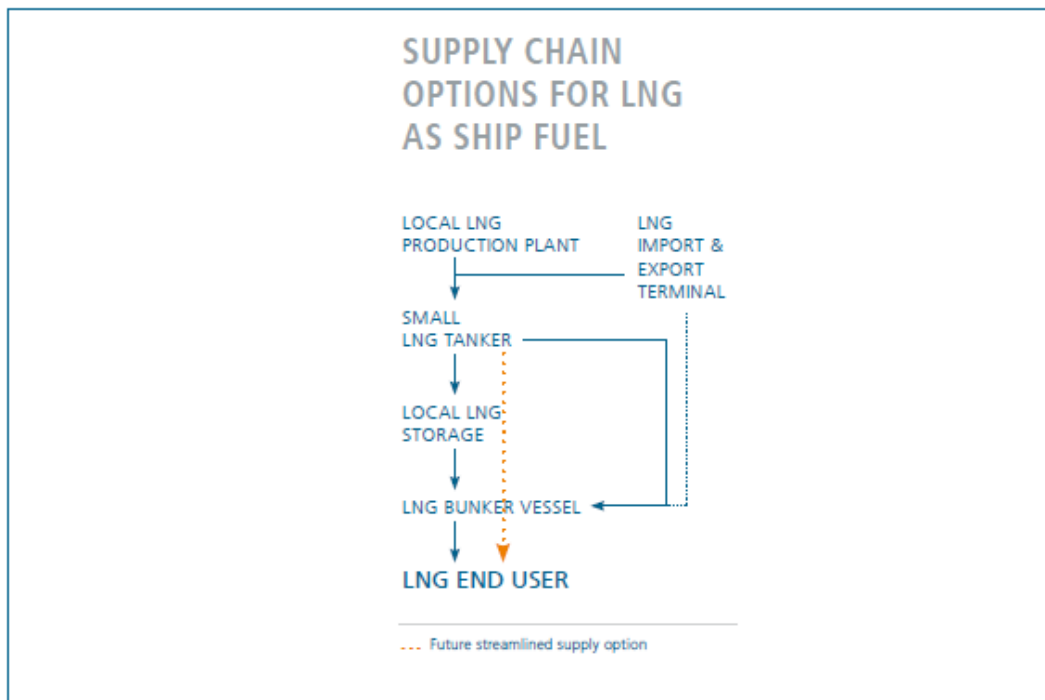 SUPPLY CHAIN
OPTIONS FOR LNG
AS SHIP FUEL
LOCAL LNG
PRODUCTION PLANT
LNG
IMPORT &
EXPORT
TERMINAL
SMALL
LNG TANKER
LOCAL LNG
STORAGE
LNG BUNKER VESSEL
LNG END USER
Future streamlined supply option